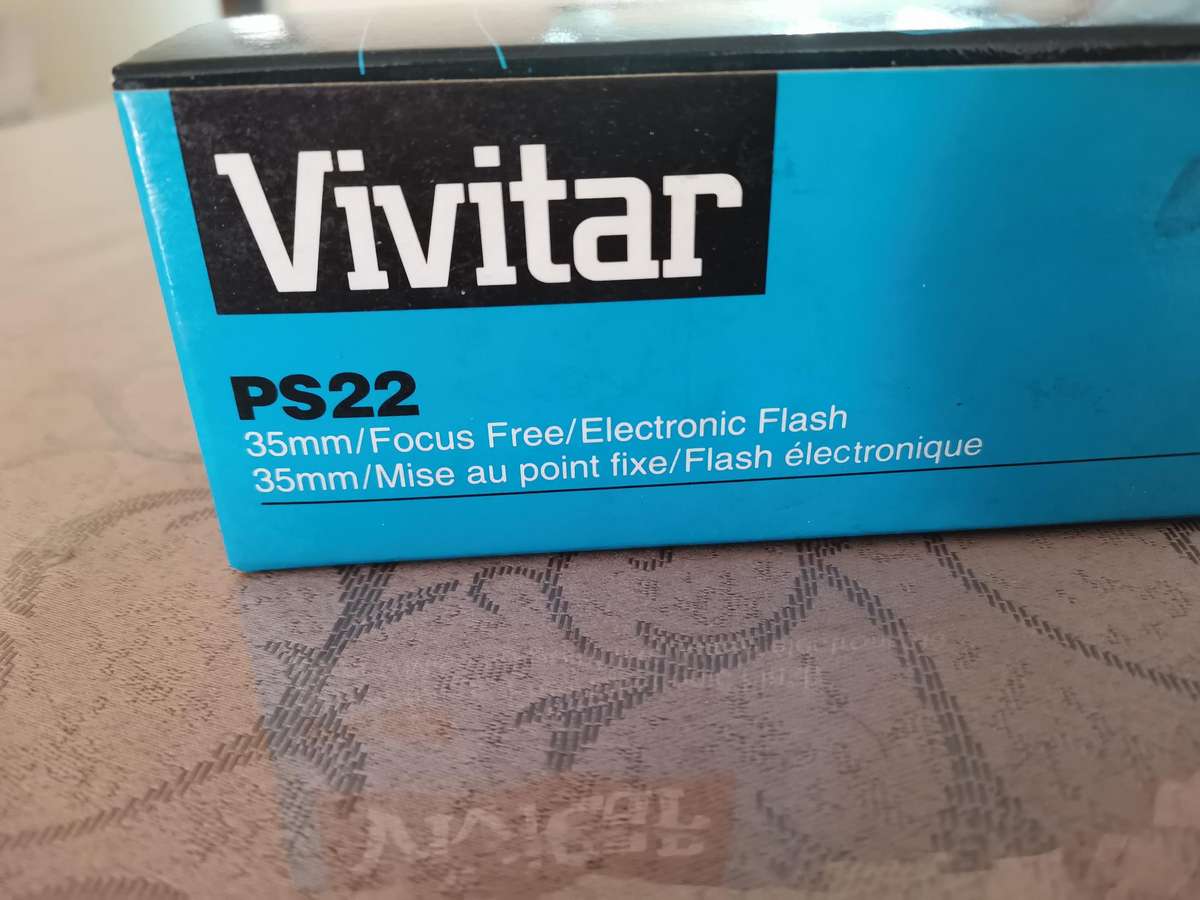 Vivitar
PS22
35mm/Focus Free/Electronic Flash
35mm/Mise au point fixe/Flash électronique